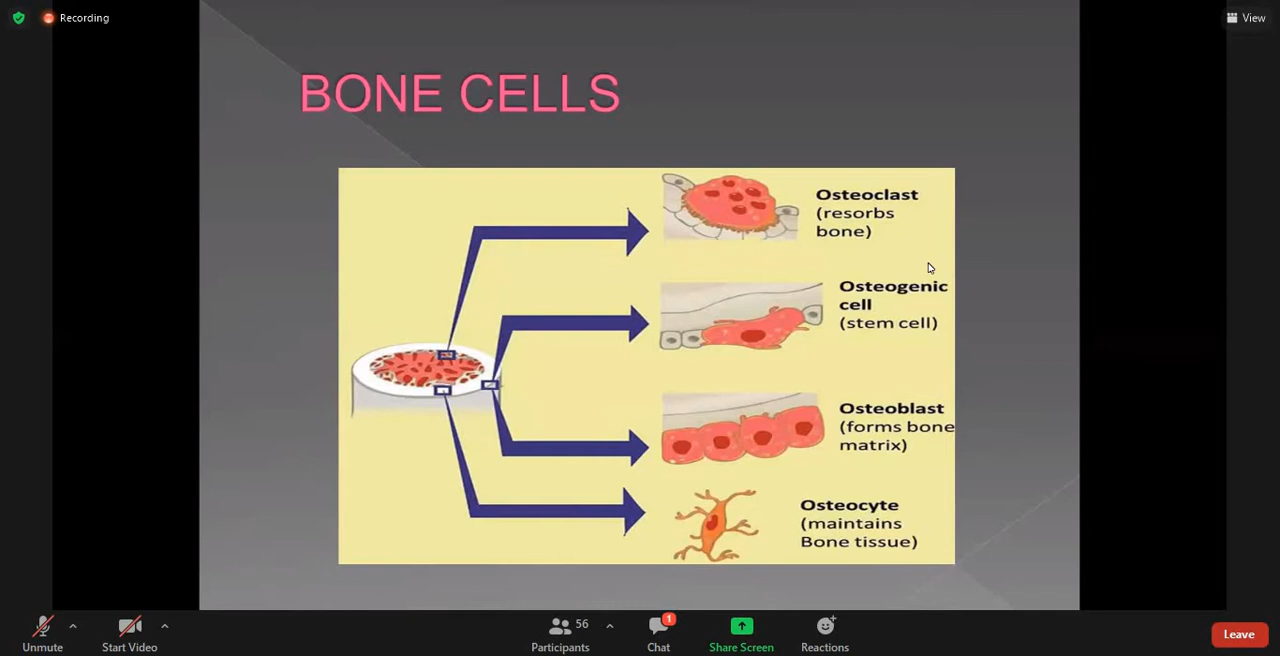 Recording
View
BONE CELLS
Osteoclast
(resorbs
bone)
Osteogenic
cell
(stem cell)
Osteoblast
(forms bone
matrix)
Osteocyte
(maintains
Bone tissue)
Unmute
Start Video
56
Participants
1
Chat
Share Screen
Reactions
Leave